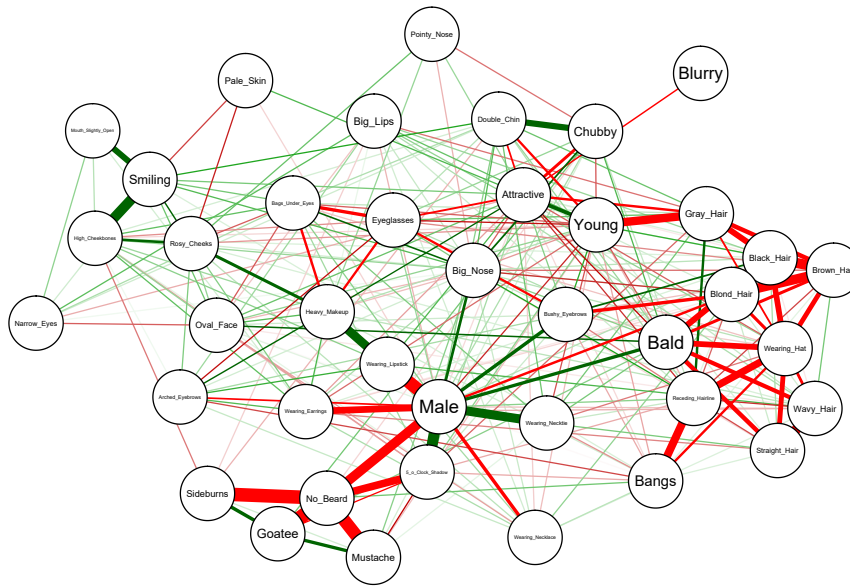 Pointy_Nose
Blurry
Pale_Skin
Big_Lips
Double_Chin
Chubby
Mouth_Slightly_Open
Smiling
Attractive
Bags_Under_Eyes
Eyeglasses
Young
Gray_Hair
High_Cheekbones
Rosy_Cheeks
Black_Hair
Big_Nose
Brown_Ha
Blond_Hair
Narrow_Eyes
Oval_Face
Heavy_Makeup
Bushy_Eyebrows
Bald
Wearing_Hat
Wearing_Lipstick
Arched_Eyebrows
Wearing_Earrings
Male
Receding_Hairline
Wavy_Hair
Wearing_Necktie
Straight_Hair
5_o_Clock_Shadow
Bangs
Sideburns
No_Beard
Goatee
Wearing_Necklace
Mustache